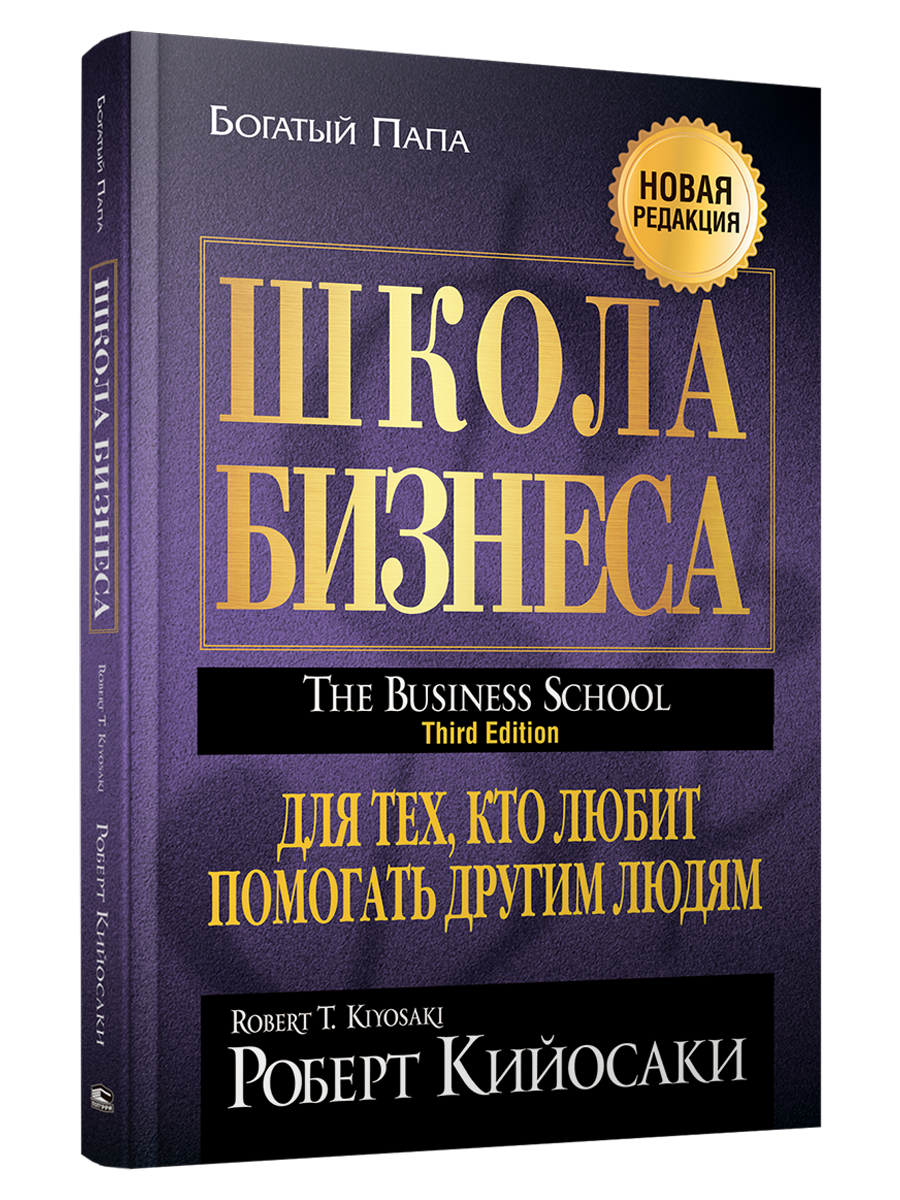 Богатый Папа
НОВАЯ
РЕДАКЦИЯ
ШКОЛА
БИЗНЕСА
The Business School
Third Edition
ДЛЯ ТЕХ, КТО ЛЮБИТ
ПОМОГАТЬ ДРУГИМ ЛЮДЯМ
Robert T. Kiyosaki
Роберт Кийосаки
Богатый Папа
ШКОЛА БИЗНЕСА
Robert T. Kiyosaki
Роберт Кийосаки
ПОПУРРИ